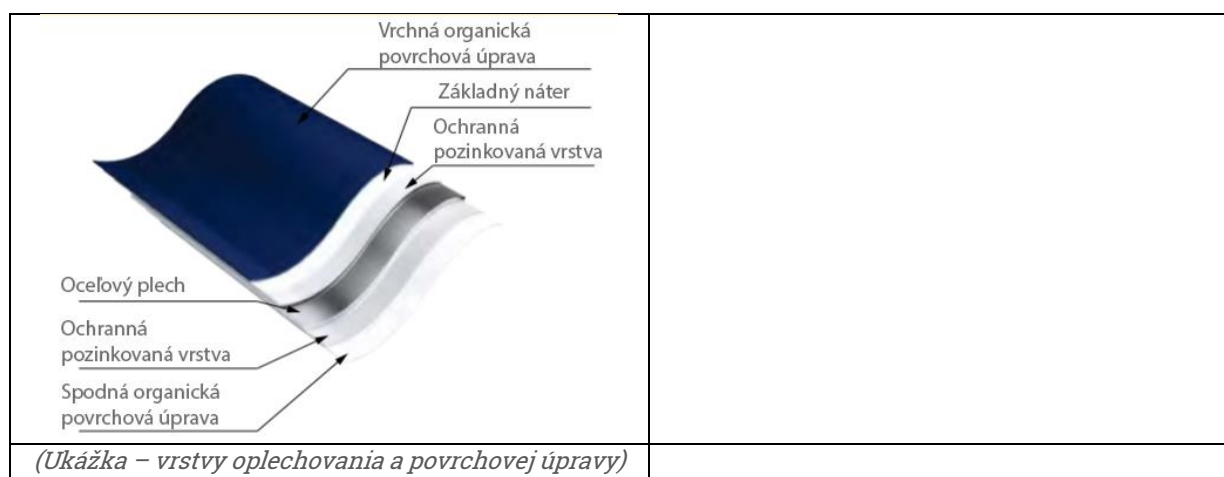 Vrchná organická
povrchová úprava
Základný náter
Ochranná
pozinkovaná vrstva
Oceľový plech
Ochranná
pozinkovaná vrstva
Spodná organická
povrchová úprava
(Ukážka – vrstvy oplechovania a povrchovej úpravy)